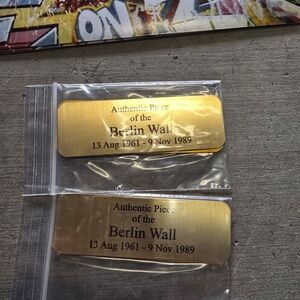 ON
Authentic Piece
of the
Berlin Wall
13 Aug 1961 - 9 Nov 1989
Authentic Piece
of the
Berlin Wall
13 Aug 1961 - 9 Nov 1989